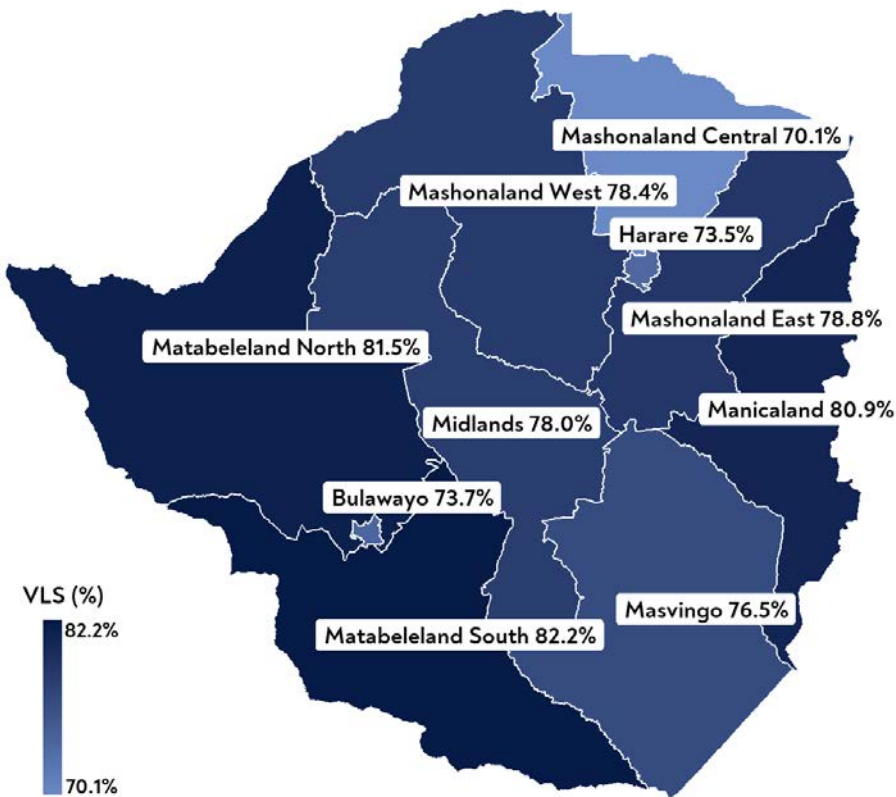 Mashonaland Central 70.1%
Mashonaland West 78.4%
Harare 73.5%
Mashonaland East 78.8%
Matabeleland North 81.5%
Manicaland 80.9%
Midlands 78.0%
Bulawayo 73.7%
VLS (%)
82.2%
Masvingo 76.5%
Matabeleland South 82.2%
70.1%